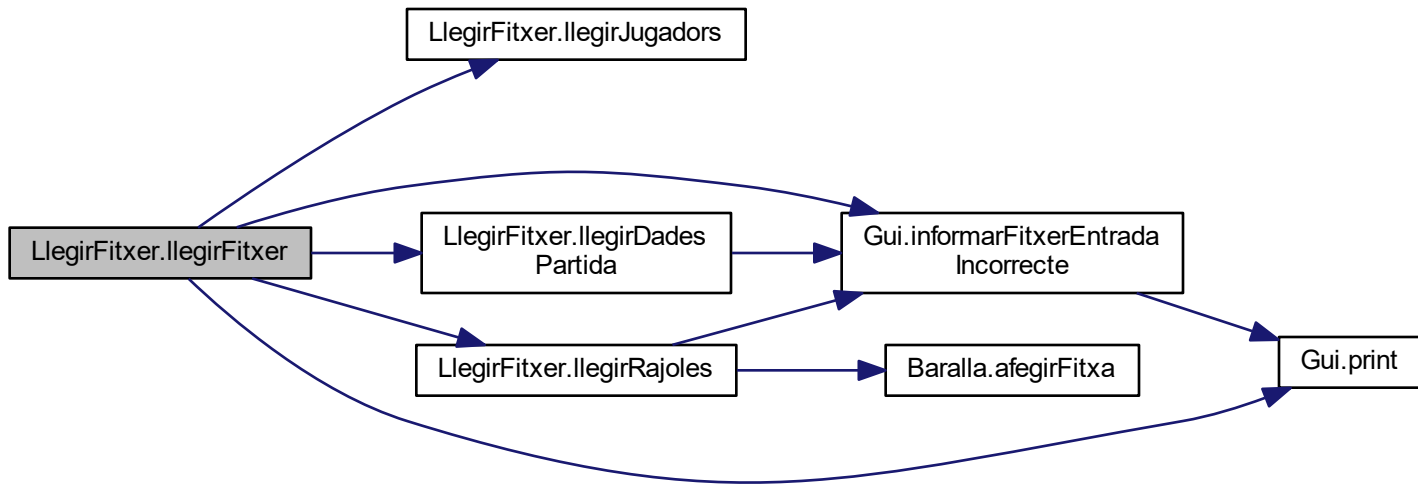 LlegirFitxer.llegirJugadors
LlegirFitxer.llegirFitxer
LlegirFitxer.llegirDades
Partida
Gui.informarFitxerEntrada
Incorrecte
LlegirFitxer.llegirRajoles
Baralla.afegirFitxa
Gui.print